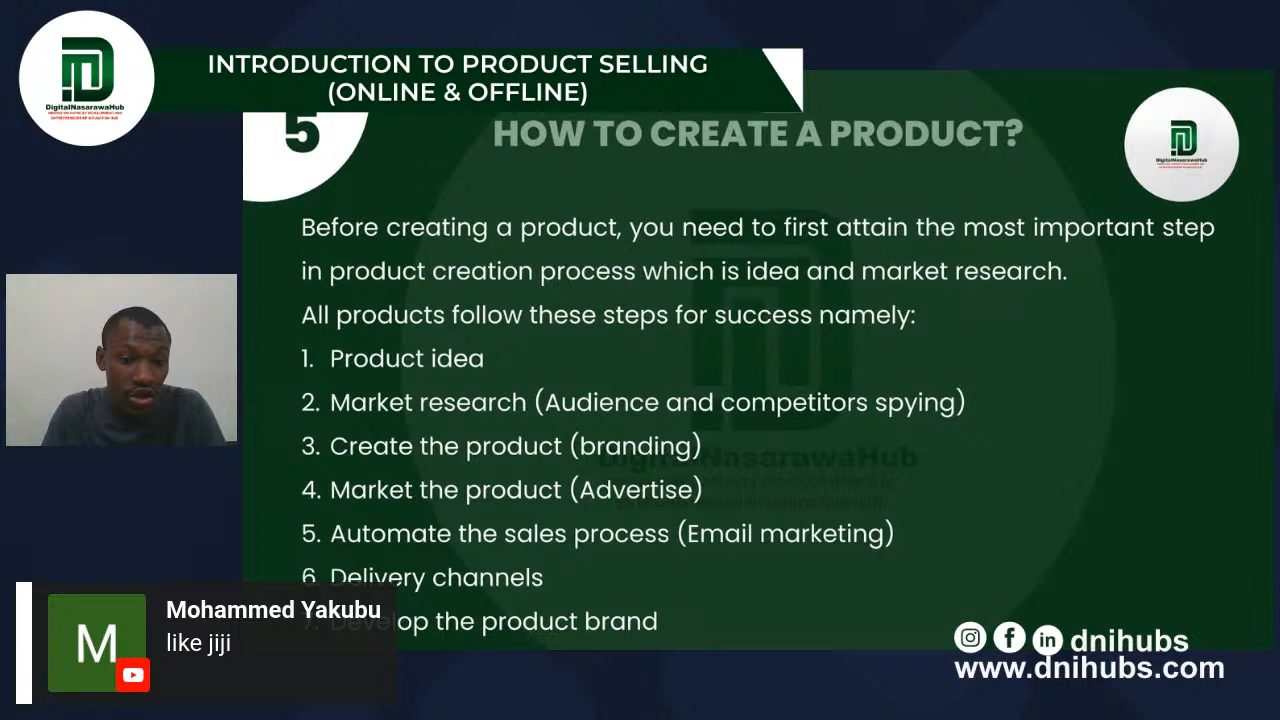 DigitalNasarawaHub
INTRODUCTION TO PRODUCT SELLING
(ONLINE & OFFLINE)
5
HOW TO CREATE A PRODUCT?
Before creating a product, you need to first attain the most important step
in product creation process which is idea and market research.
All products follow these steps for success namely:
1. Product idea
2. Market research (Audience and competitors spying)
3. Create the product (branding)
4. Market the product (Advertise)
5. Automate the sales process (Email marketing)
6. Delivery channels
7. Develop the product brand
DigitalNasarawaHub
M
Mohammed Yakubu
like jiji
dnihubs
www.dnihubs.com